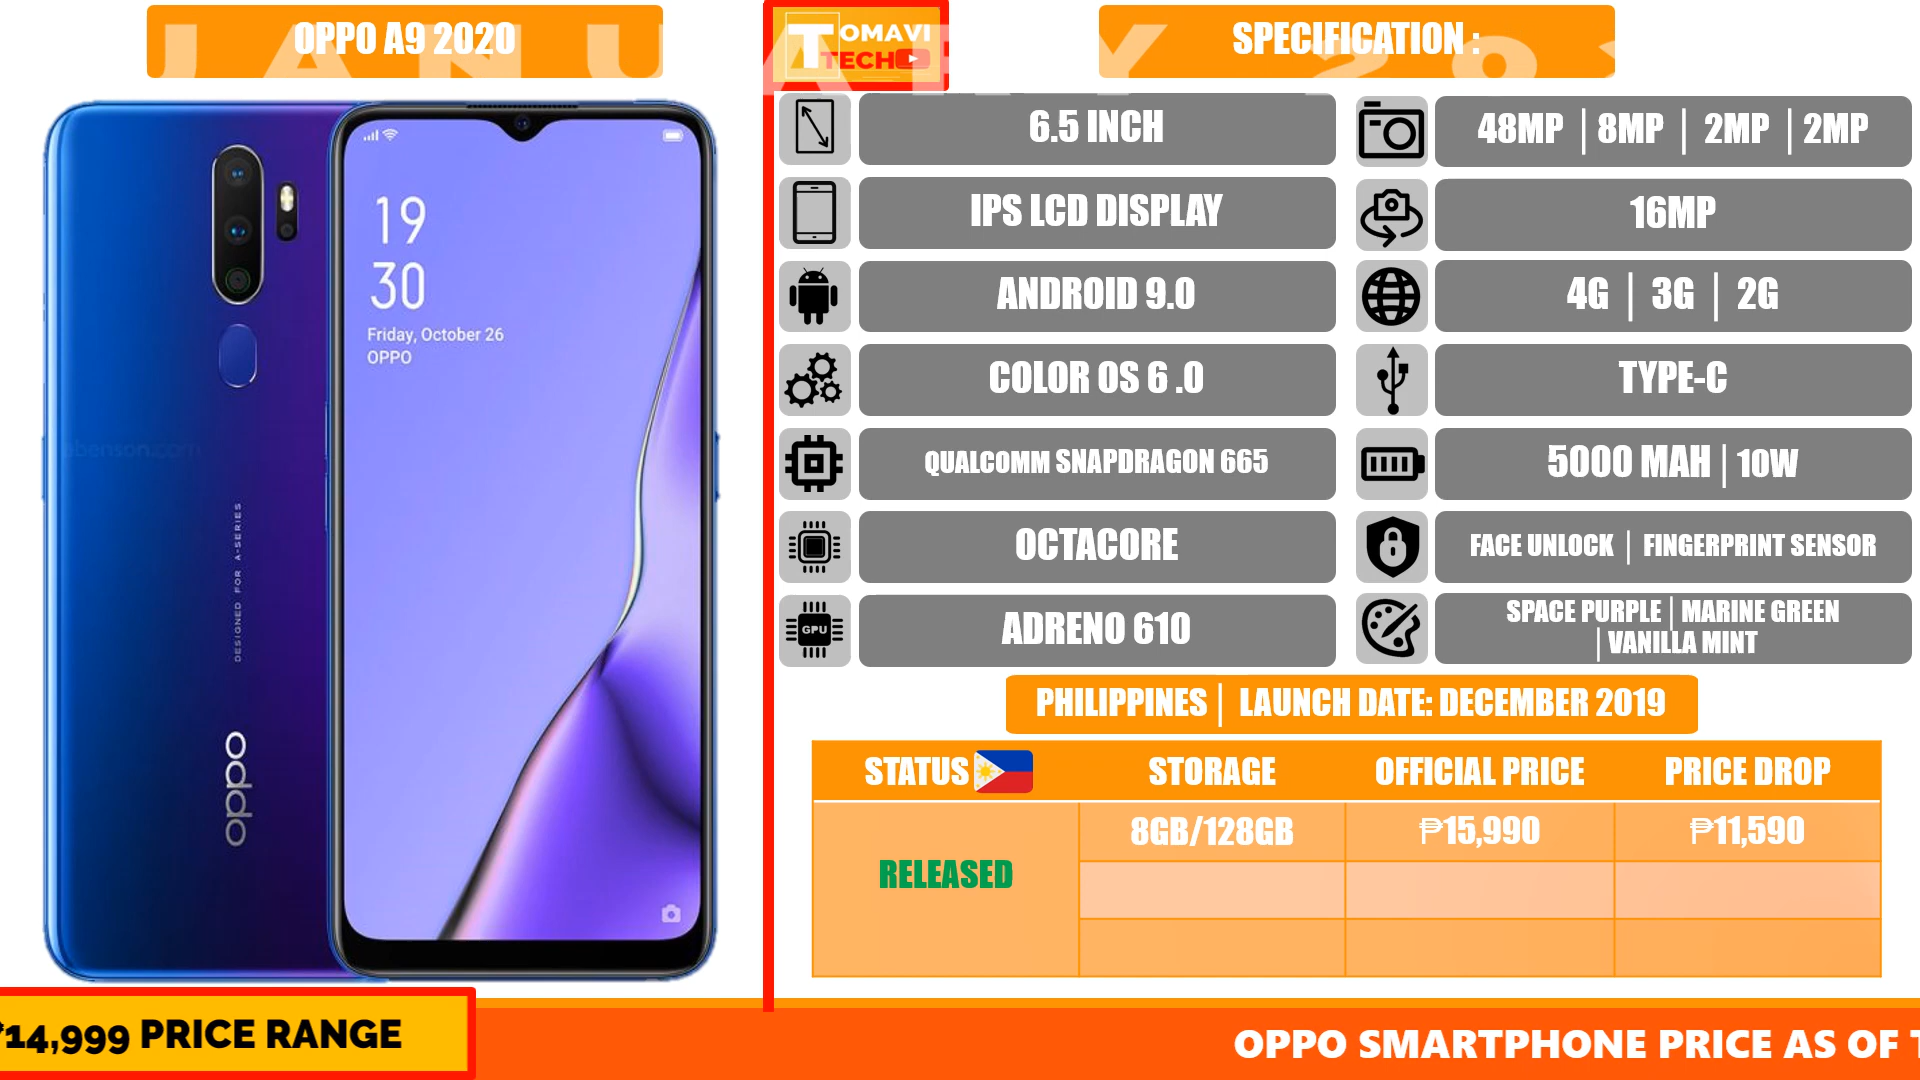 OPPO A9 2020
TOMAVI
TECH
SPECIFICATION :
JANUARY
19
30
Friday, October 26
OPPO
DESIGNED FOR A-SERIES
oppo
6.5 INCH
IPS LCD DISPLAY
ANDROID 9.0
COLOR OS 6 .0
QUALCOMM SNAPDRAGON 665
OCTACORE
GPU
ADRENO 610
48MP | 8MP | 2MP | 2MP
16MP
4G | 3G | 2G
TYPE-C
5000 MAH | 10W
FACE UNLOCK | FINGERPRINT SENSOR
SPACE PURPLE | MARINE GREEN
| VANILLA MINT
PHILIPPINES | LAUNCH DATE: DECEMBER 2019
STATUS STORAGE OFFICIAL PRICE PRICE DROP
8GB/128GB ₱15,990 ₱11,590
RELEASED
14,999 PRICE RANGE
OPPO SMARTPHONE PRICE AS OF